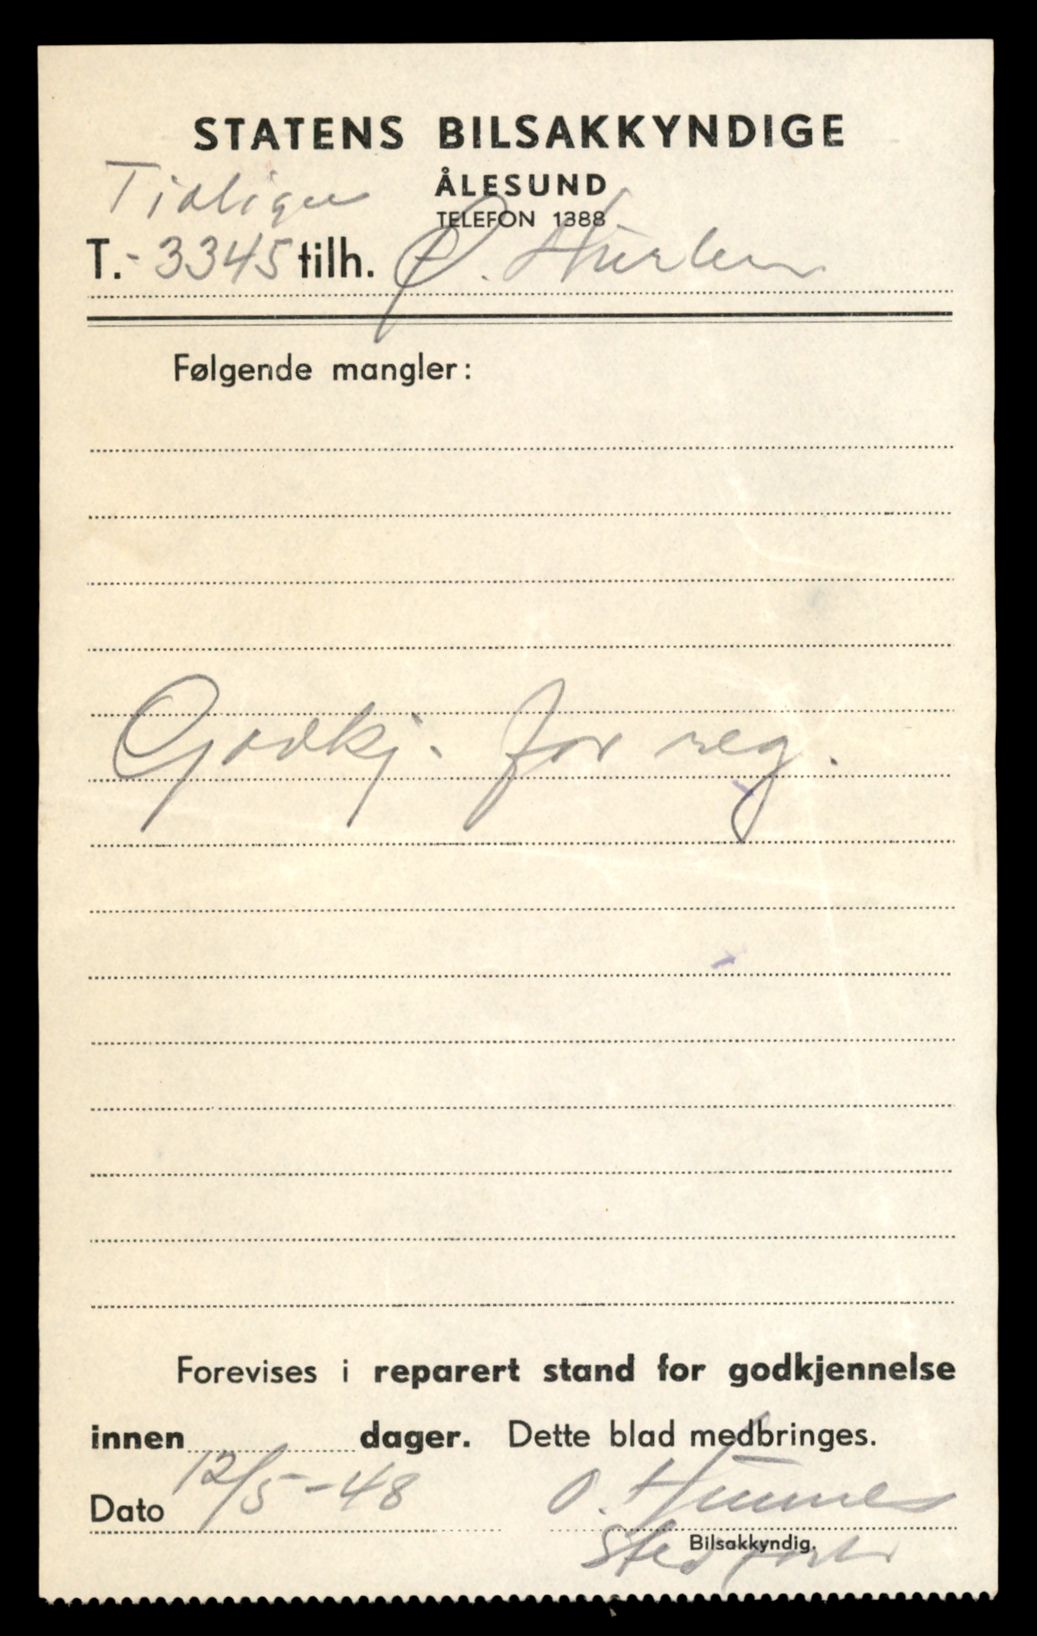 STATENS BILSAKKYNDIGE
ÅLESUND
TELEFON 1388
Tidligere
T.-3345 tilh. Ø. Hurlen
Følgende mangler:
Godkj. for reg.
Forevises i reparert stand for godkjennelse
innen dager. Dette blad medbringes.
Dato 12/5-48 O.
Bilsakkyndig.